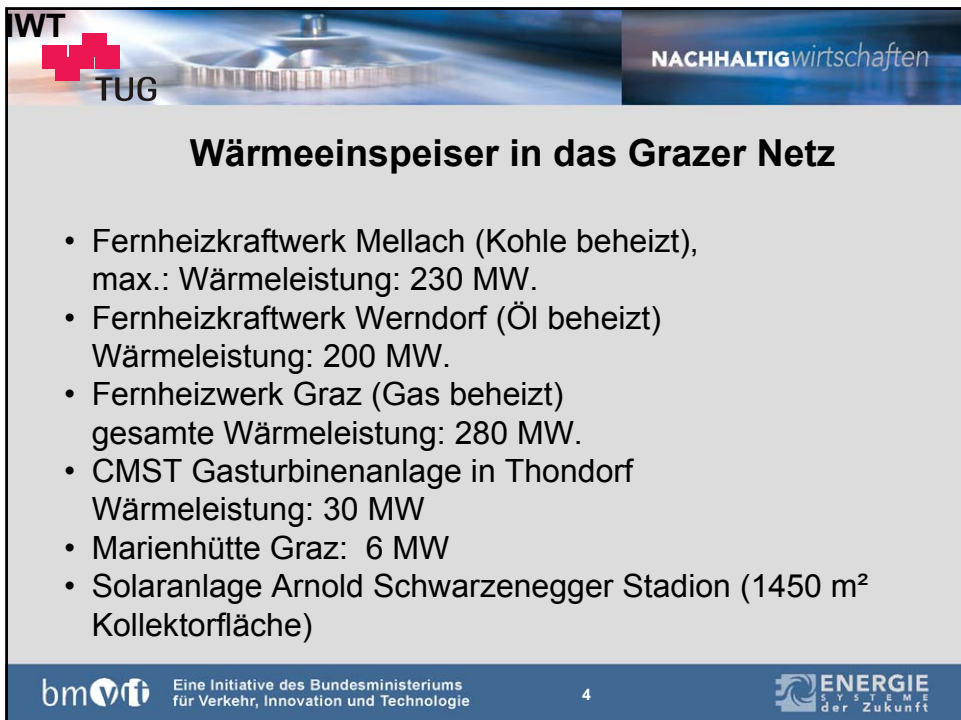 IWT
TUG
NACHHALTIGwirtschaften
Wärmeeinspeiser in das Grazer Netz
• Fernheizkraftwerk Mellach (Kohle beheizt),
max.: Wärmeleistung: 230 MW.
• Fernheizkraftwerk Werndorf (Öl beheizt)
Wärmeleistung: 200 MW.
• Fernheizwerk Graz (Gas beheizt)
gesamte Wärmeleistung: 280 MW.
• CMST Gasturbinenanlage in Thondorf
Wärmeleistung: 30 MW
• Marienhütte Graz: 6 MW
• Solaranlage Arnold Schwarzenegger Stadion (1450 m²
Kollektorfläche)
bmvit
Eine Initiative des Bundesministeriums
für Verkehr, Innovation und Technologie
4
ENERGIE
SYSTEME
der Zukunft